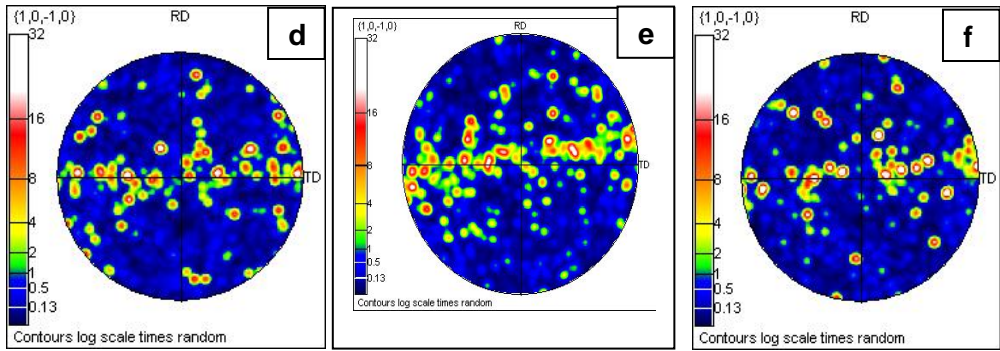 {1,0,-1,0} RD d
32
16
8
4
2
1
0.5
0.13
TD
Contours log scale times random
{1,0,-1,0} RD e
32
16
8
4
2
1
0.5
0.13
TD
Contours log scale times random
{1,0,-1,0} RD f
32
16
8
4
2
1
0.5
0.13
TD
Contours log scale times random